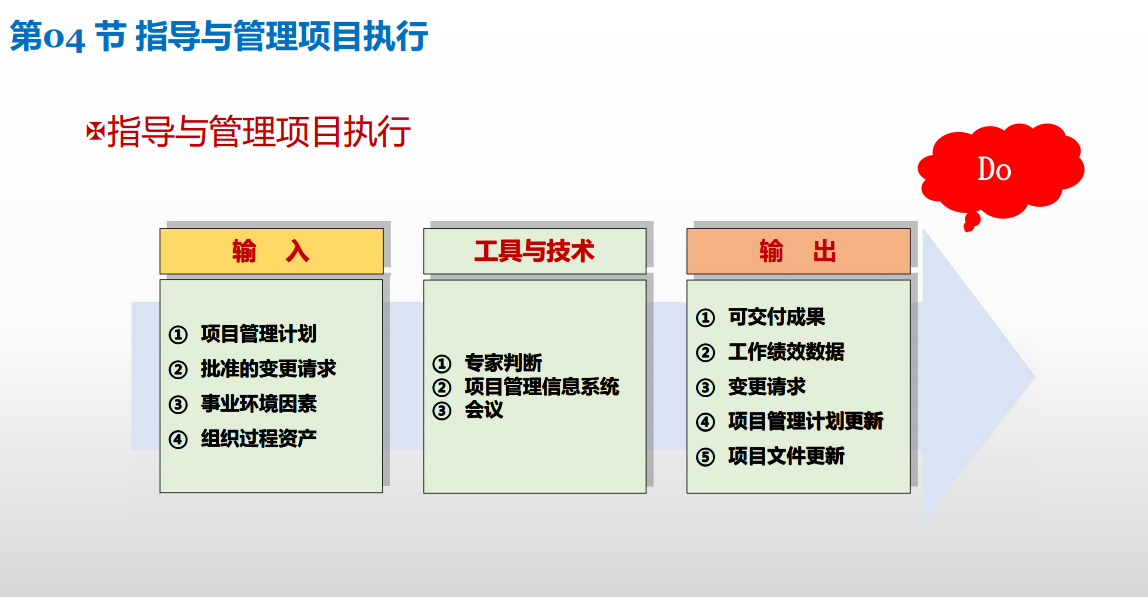 第04 节 指导与管理项目执行
✠指导与管理项目执行
Do
输 入
① 项目管理计划
② 批准的变更请求
③ 事业环境因素
④ 组织过程资产
工具与技术
① 专家判断
② 项目管理信息系统
③ 会议
输 出
① 可交付成果
② 工作绩效数据
③ 变更请求
④ 项目管理计划更新
⑤ 项目文件更新